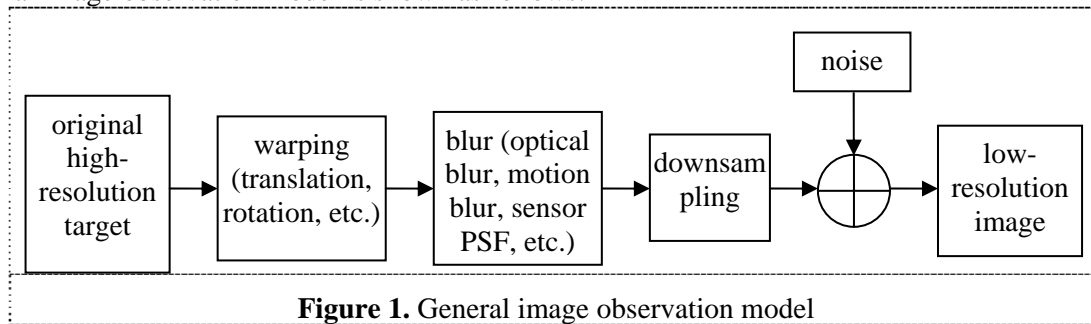 noise
original
high-
resolution
target
warping
(translation,
rotation, etc.)
blur (optical
blur, motion
blur, sensor
PSF, etc.)
downsam
pling
low-
resolution
image
Figure 1. General image observation model